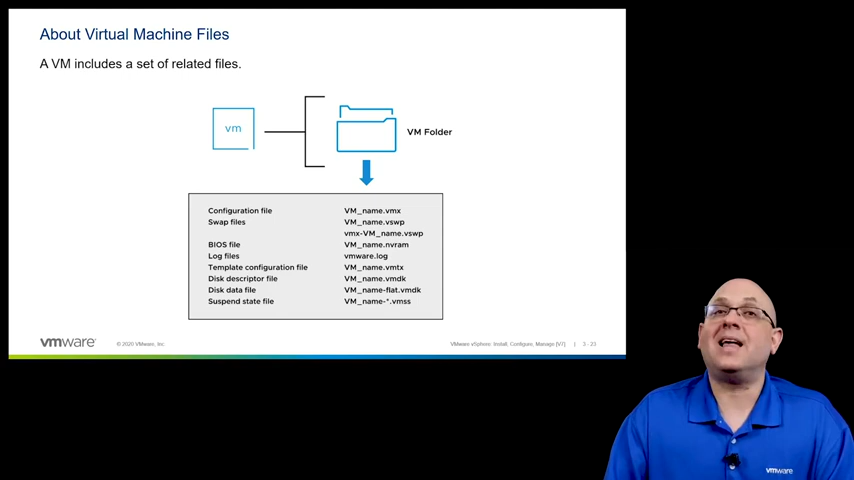 About Virtual Machine Files
A VM includes a set of related files.
vm
VM Folder
Configuration file VM_name.vmx
Swap files VM_name.vswp
vmx-VM_name.vswp
BIOS file VM_name.nvram
Log files vmware.log
Template configuration file VM_name.vmtx
Disk descriptor file VM_name.vmdk
Disk data file VM_name-flat.vmdk
Suspend state file VM_name-*.vmss
vmware® © 2020 VMware, Inc. VMware vSphere: Install, Configure, Manage [V7] | 3 - 23
vmware